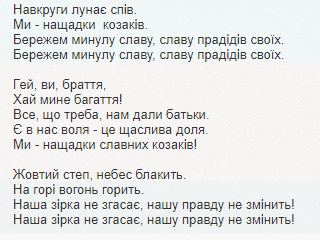 Навкруги лунає спів.
Ми - нащадки  козаків.
Бережем минулу славу, славу прадідів своїх.
Бережем минулу славу, славу прадідів своїх.

Гей, ви, браття,
Хай мине багаття!
Все, що треба, нам дали батьки.
Є в нас воля - це щаслива доля.
Ми - нащадки славних козаків!

Жовтий степ, небес блакить.
На горі вогонь горить.
Наша зірка не згасає, нашу правду не змінить!
Наша зірка не згасає, нашу правду не змінить!